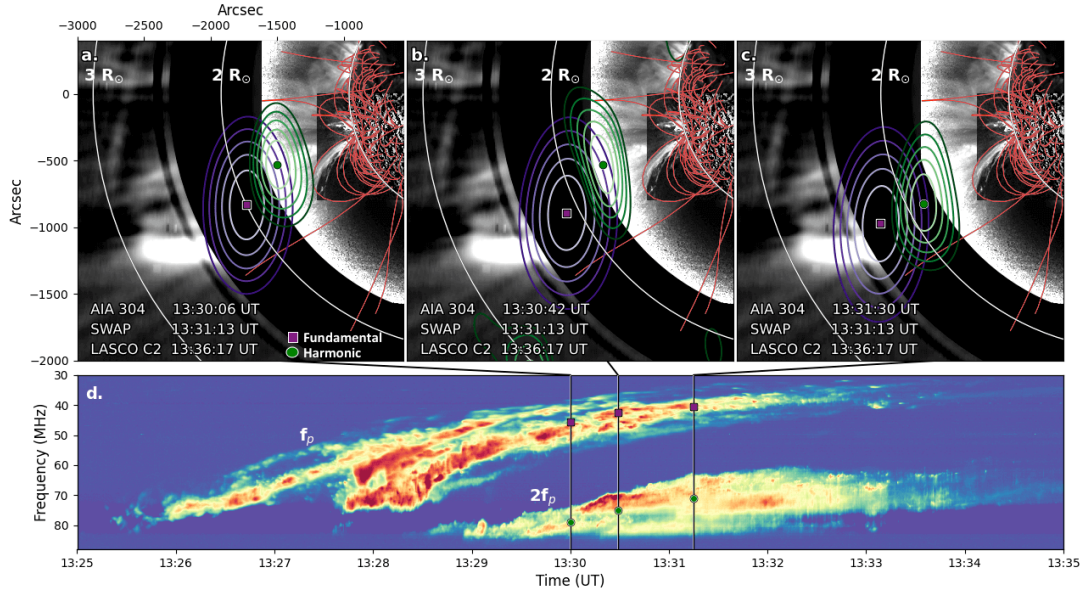 Arcsec
−3000 −2500 −2000 −1500 −1000
a. b. c.
3 R⊙ 2 R⊙ 3 R⊙ 2 R⊙ 3 R⊙ 2 R⊙
0
−500
−1000
−1500
−2000
Arcsec
AIA 304 13:30:06 UT
SWAP 13:31:13 UT
LASCO C2 13:36:17 UT
Fundamental
Harmonic
AIA 304 13:30:42 UT
SWAP 13:31:13 UT
LASCO C2 13:36:17 UT
AIA 304 13:31:30 UT
SWAP 13:31:13 UT
LASCO C2 13:36:17 UT
d.
30
40
50
60
70
80
Frequency (MHz)
fp
2fp
13:25 13:26 13:27 13:28 13:29 13:30 13:31 13:32 13:33 13:34 13:35
Time (UT)